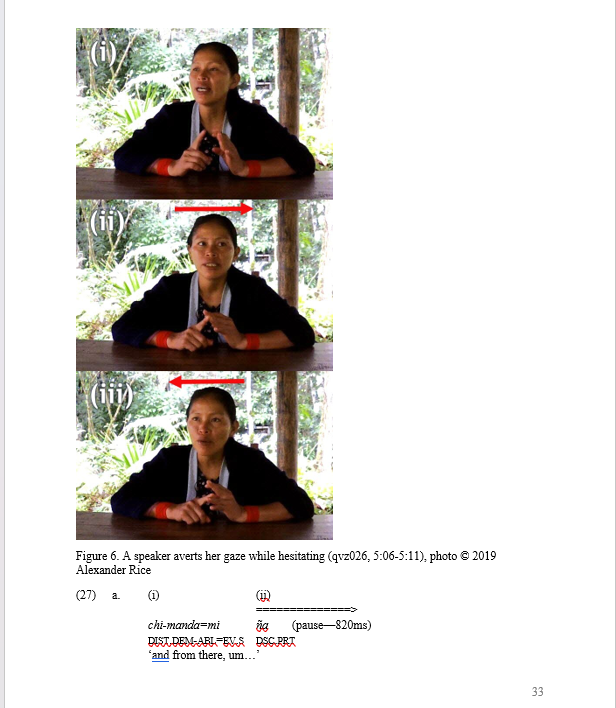 (i)
(ii)
(iii)
Figure 6. A speaker averts her gaze while hesitating (qvz026, 5:06-5:11), photo © 2019
Alexander Rice
(27) a. (i) (ii)
==============>
chi-manda=mi ña (pause—820ms)
DIST.DEM-ABL=EV.S DSC.PRT
‘and from there, um…’
33